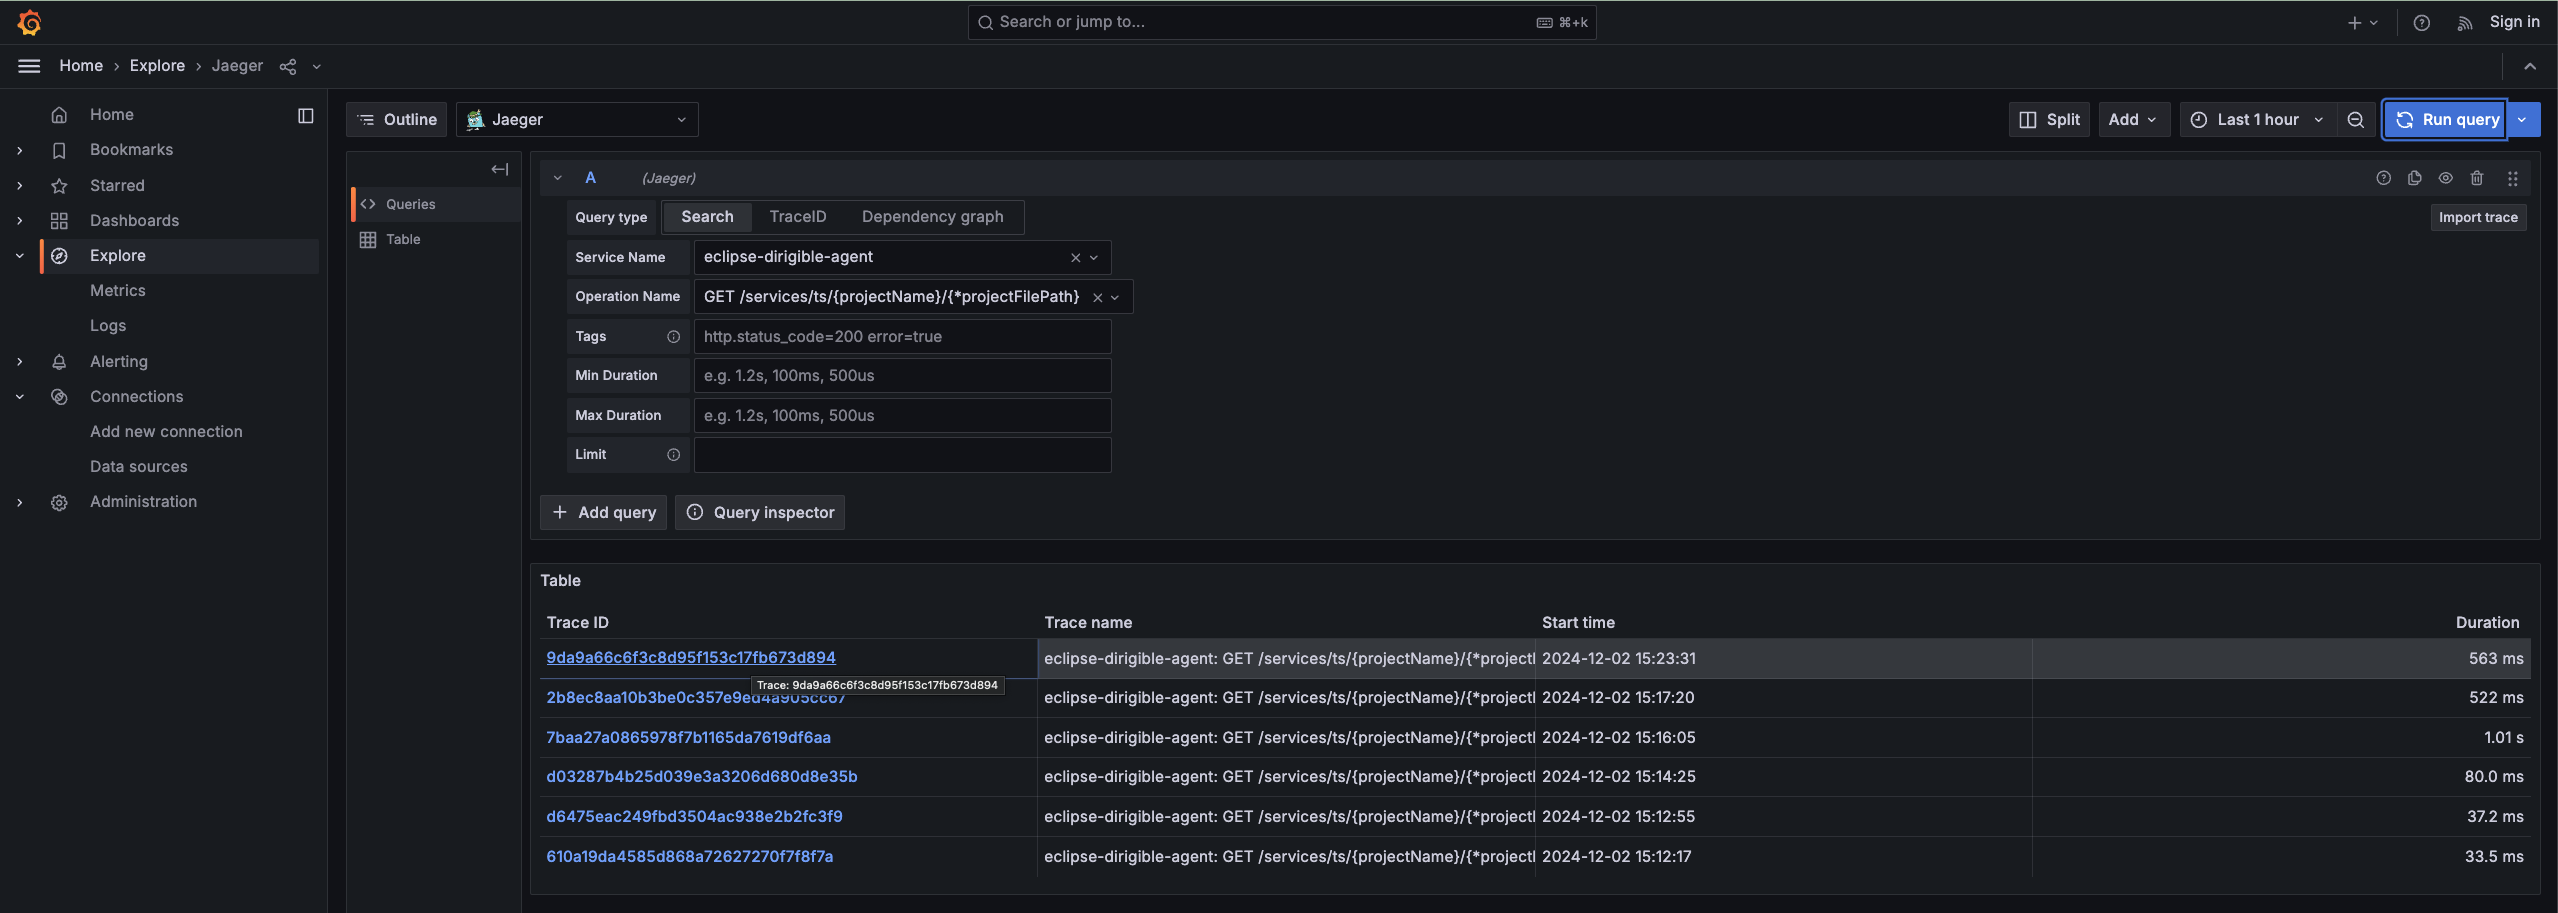 Search or jump to...
⌘+k
Sign in
Home › Explore › Jaeger
Home
Bookmarks
Starred
Dashboards
Explore
Metrics
Logs
Alerting
Connections
Add new connection
Data sources
Administration
Outline
Jaeger
Split
Add
Last 1 hour
Run query
Queries
Table
A (Jaeger)
Query type Search TraceID Dependency graph
Import trace
Service Name eclipse-dirigible-agent
Operation Name GET /services/ts/{projectName}/{*projectFilePath}
Tags http.status_code=200 error=true
Min Duration e.g. 1.2s, 100ms, 500us
Max Duration e.g. 1.2s, 100ms, 500us
Limit
+ Add query
Query inspector
Table
Trace ID Trace name Start time Duration
9da9a66c6f3c8d95f153c17fb673d894 eclipse-dirigible-agent: GET /services/ts/{projectName}/{*project 2024-12-02 15:23:31 563 ms
Trace: 9da9a66c6f3c8d95f153c17fb673d894
eclipse-dirigible-agent: GET /services/ts/{projectName}/{*project 2024-12-02 15:17:20 522 ms
7baa27a0865978f7b1165da7619df6aa eclipse-dirigible-agent: GET /services/ts/{projectName}/{*project 2024-12-02 15:16:05 1.01 s
d03287b4b25d039e3a3206d680d8e35b eclipse-dirigible-agent: GET /services/ts/{projectName}/{*project 2024-12-02 15:14:25 80.0 ms
d6475eac249fbd3504ac938e2b2fc3f9 eclipse-dirigible-agent: GET /services/ts/{projectName}/{*project 2024-12-02 15:12:55 37.2 ms
610a19da4585d868a72627270f7f8f7a eclipse-dirigible-agent: GET /services/ts/{projectName}/{*project 2024-12-02 15:12:17 33.5 ms